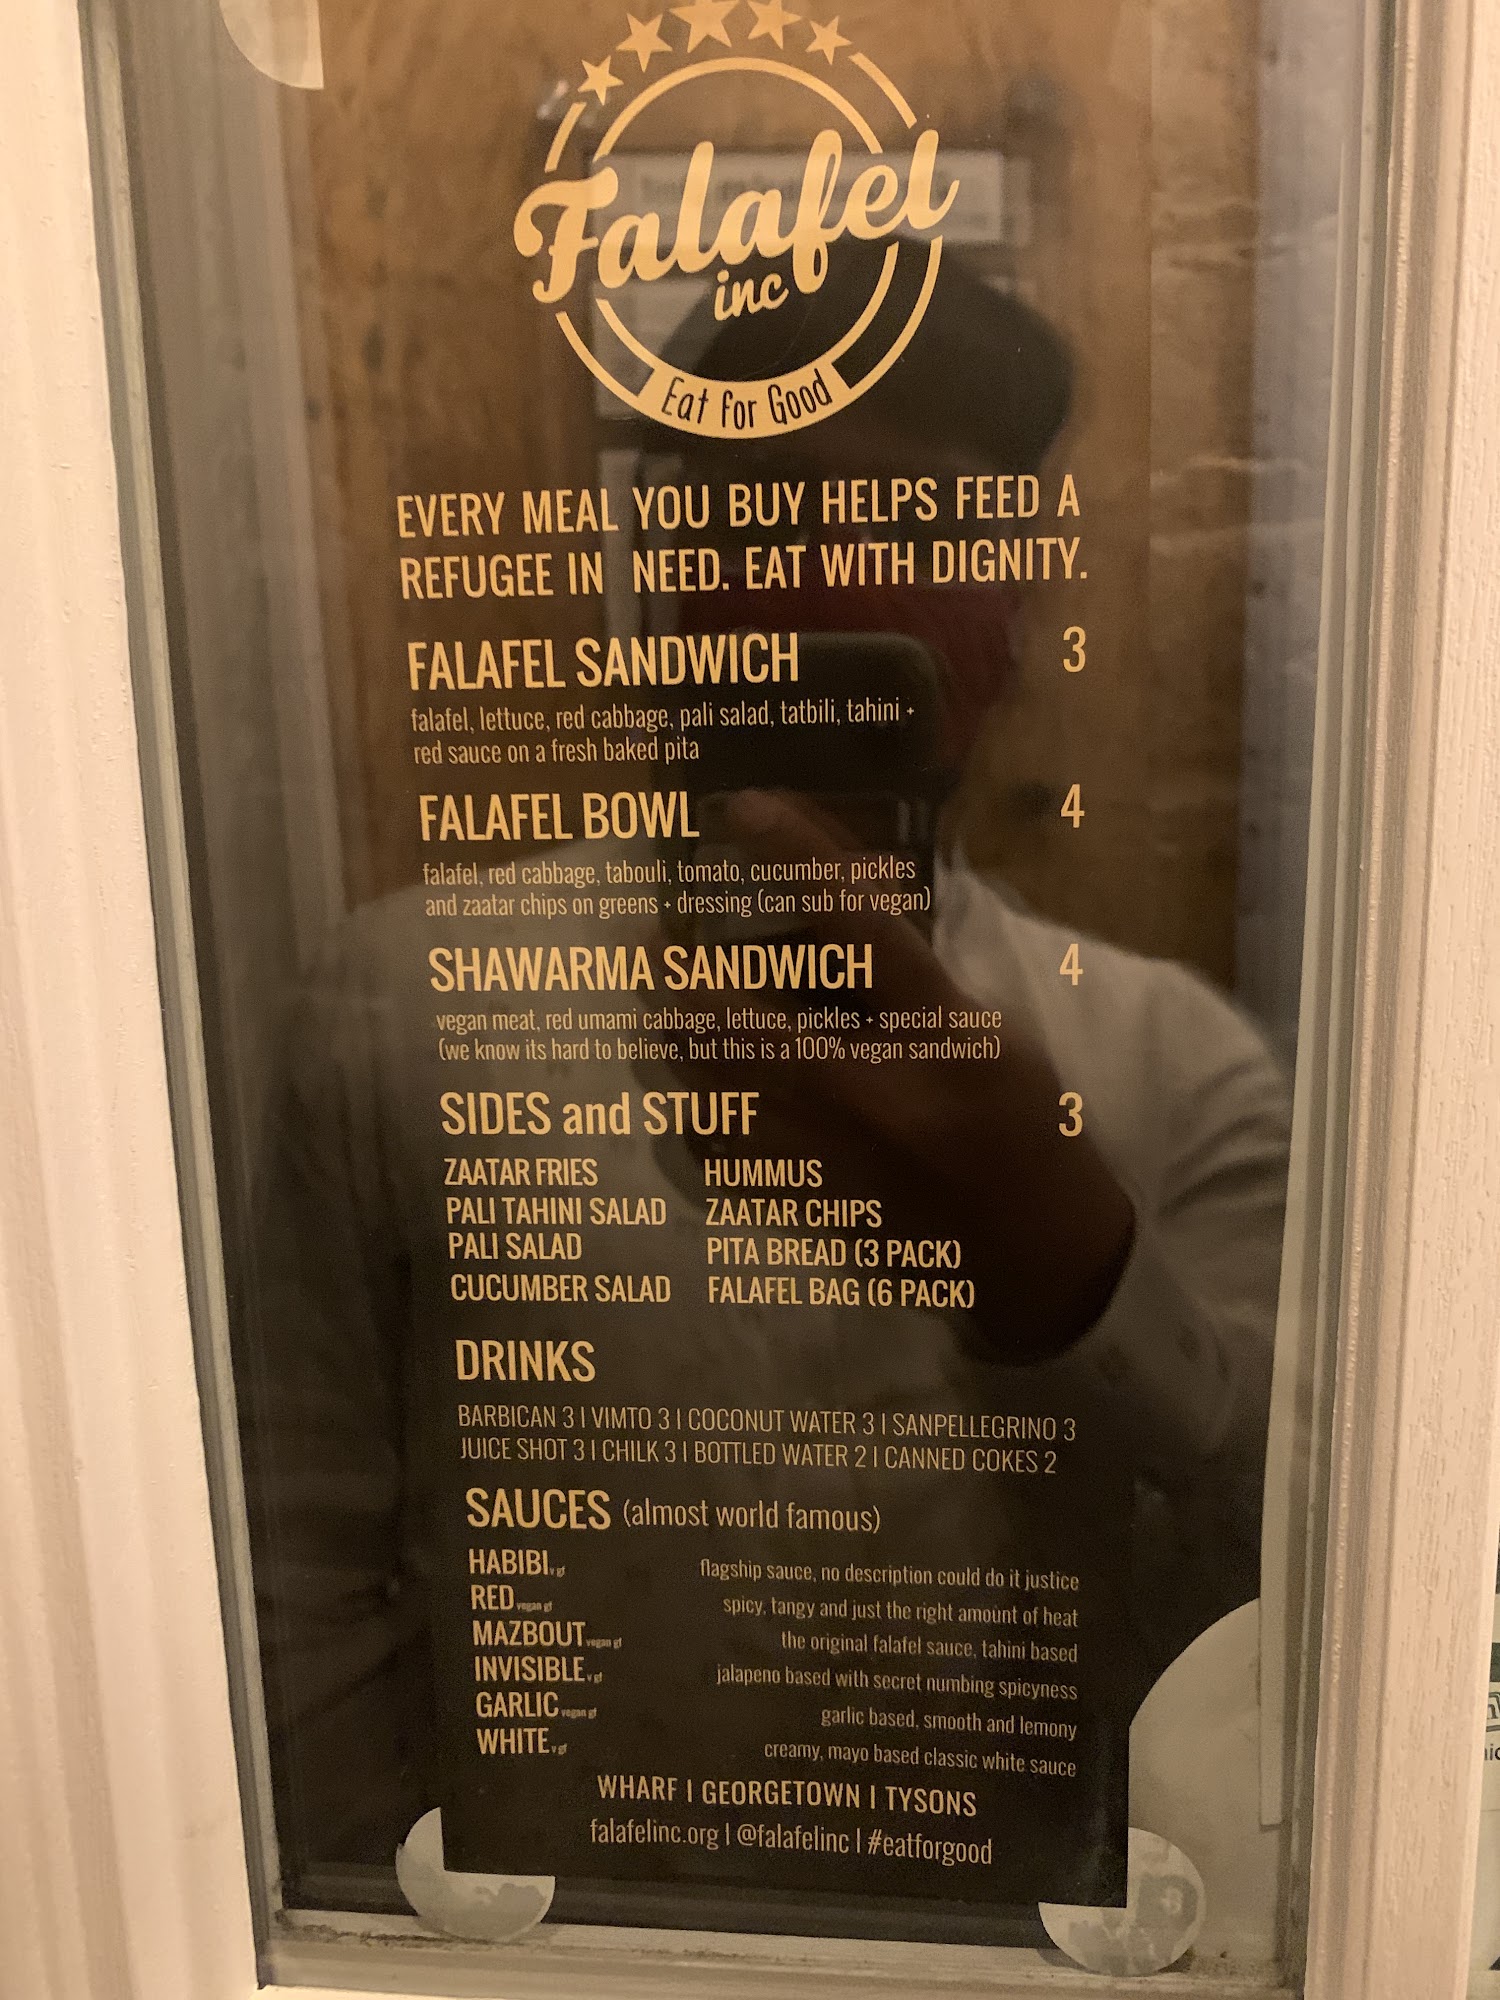 Falafel
inc
Eat for Good
EVERY MEAL YOU BUY HELPS FEED A
REFUGEE IN NEED. EAT WITH DIGNITY.
FALAFEL SANDWICH 3
falafel, lettuce, red cabbage, pali salad, tatbili, tahini +
red sauce on a fresh baked pita
FALAFEL BOWL 4
falafel, red cabbage, tabouli, tomato, cucumber, pickles
and zaatar chips on greens + dressing (can sub for vegan)
SHAWARMA SANDWICH 4
vegan meat, red umami cabbage, lettuce, pickles + special sauce
(we know its hard to believe, but this is a 100% vegan sandwich)
SIDES and STUFF 3
ZAATAR FRIES HUMMUS
PALI TAHINI SALAD ZAATAR CHIPS
PALI SALAD PITA BREAD (3 PACK)
CUCUMBER SALAD FALAFEL BAG (6 PACK)
DRINKS
BARBICAN 3 | VIMTO 3 | COCONUT WATER 3 | SANPELLEGRINO 3
JUICE SHOT 3 | CHILK 3 | BOTTLED WATER 2 | CANNED COKES 2
SAUCES (almost world famous)
HABIBI v gf flagship sauce, no description could do it justice
RED vegan gf spicy, tangy and just the right amount of heat
MAZBOUT vegan gf the original falafel sauce, tahini based
INVISIBLE v gf jalapeno based with secret numbing spicyness
GARLIC vegan gf garlic based, smooth and lemony
WHITE v gf creamy, mayo based classic white sauce
WHARF | GEORGETOWN | TYSONS
falafelinc.org | @falafelinc | #eatforgood